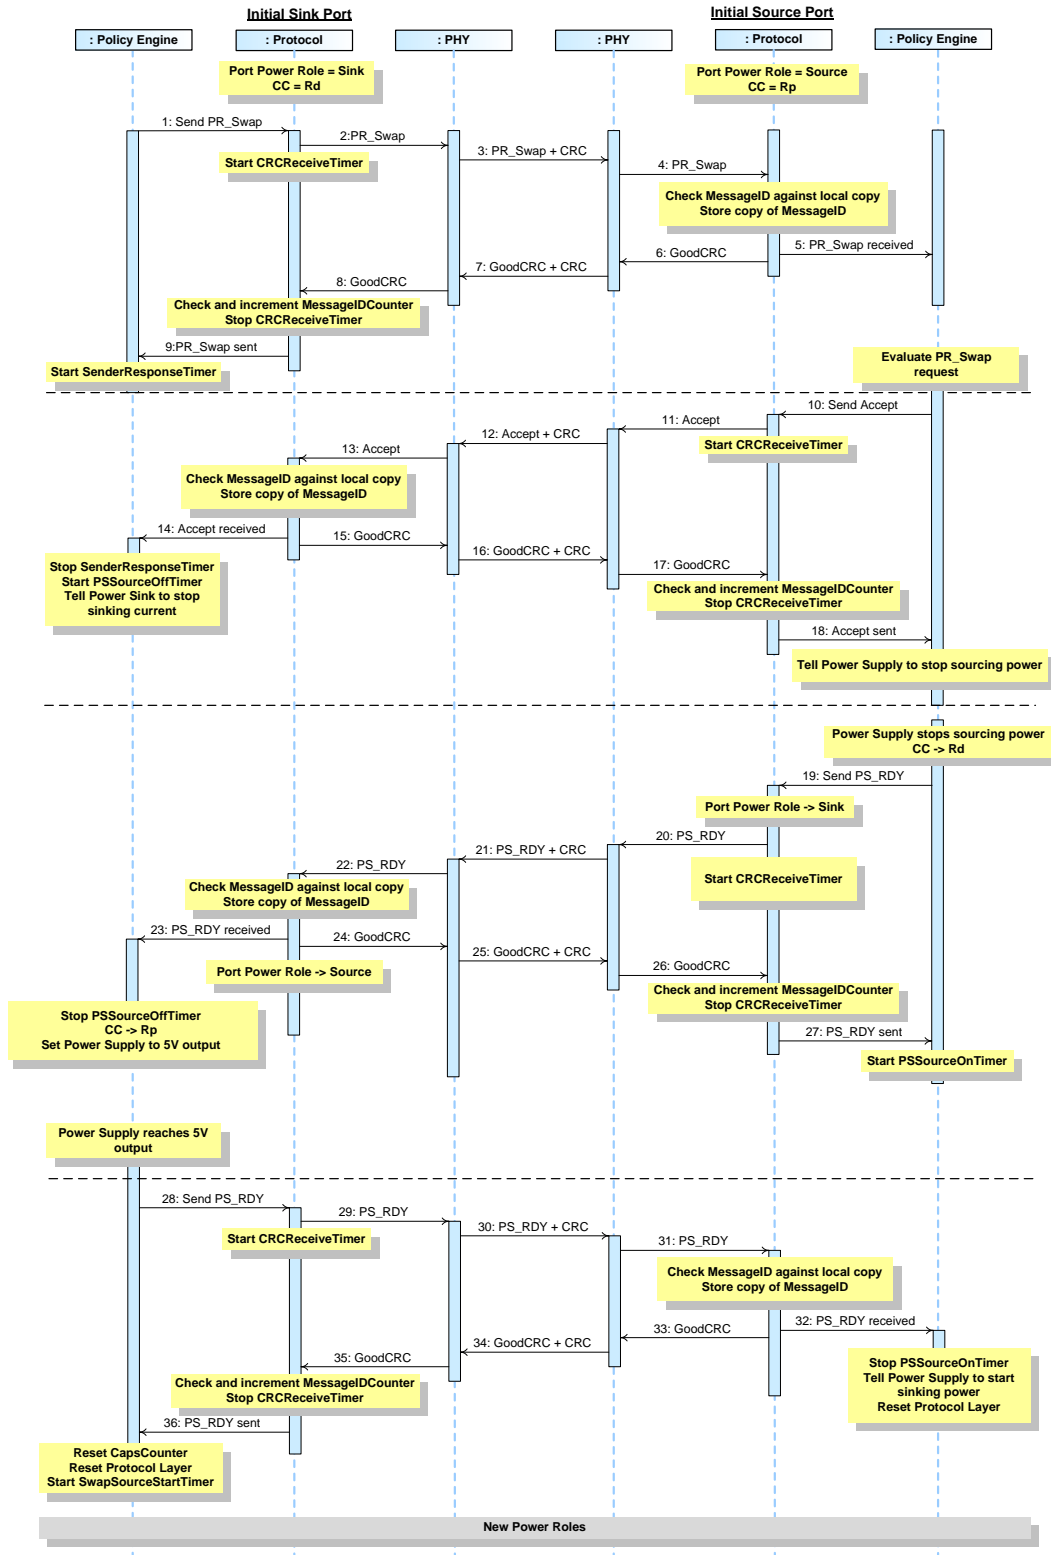 Initial Sink Port
Initial Source Port
: Policy Engine
: Protocol
: PHY
: PHY
: Protocol
: Policy Engine
Port Power Role = Sink
CC = Rd
Port Power Role = Source
CC = Rp
1: Send PR_Swap
2:PR_Swap
Start CRCReceiveTimer
3: PR_Swap + CRC
4: PR_Swap
Check MessageID against local copy
Store copy of MessageID
5: PR_Swap received
6: GoodCRC
7: GoodCRC + CRC
8: GoodCRC
Check and increment MessageIDCounter
Stop CRCReceiveTimer
9:PR_Swap sent
Start SenderResponseTimer
Evaluate PR_Swap
request
10: Send Accept
11: Accept
Start CRCReceiveTimer
12: Accept + CRC
13: Accept
Check MessageID against local copy
Store copy of MessageID
14: Accept received
15: GoodCRC
Stop SenderResponseTimer
Start PSSourceOffTimer
Tell Power Sink to stop
sinking current
16: GoodCRC + CRC
17: GoodCRC
Check and increment MessageIDCounter
Stop CRCReceiveTimer
18: Accept sent
Tell Power Supply to stop sourcing power
Power Supply stops sourcing power
CC -> Rd
19: Send PS_RDY
Port Power Role -> Sink
20: PS_RDY
21: PS_RDY + CRC
Start CRCReceiveTimer
22: PS_RDY
Check MessageID against local copy
Store copy of MessageID
23: PS_RDY received
24: GoodCRC
25: GoodCRC + CRC
Port Power Role -> Source
26: GoodCRC
Check and increment MessageIDCounter
Stop CRCReceiveTimer
Stop PSSourceOffTimer
CC -> Rp
Set Power Supply to 5V output
27: PS_RDY sent
Start PSSourceOnTimer
Power Supply reaches 5V
output
28: Send PS_RDY
29: PS_RDY
Start CRCReceiveTimer
30: PS_RDY + CRC
31: PS_RDY
Check MessageID against local copy
Store copy of MessageID
32: PS_RDY received
33: GoodCRC
34: GoodCRC + CRC
35: GoodCRC
Stop PSSourceOnTimer
Tell Power Supply to start
sinking power
Reset Protocol Layer
Check and increment MessageIDCounter
Stop CRCReceiveTimer
36: PS_RDY sent
Reset CapsCounter
Reset Protocol Layer
Start SwapSourceStartTimer
New Power Roles